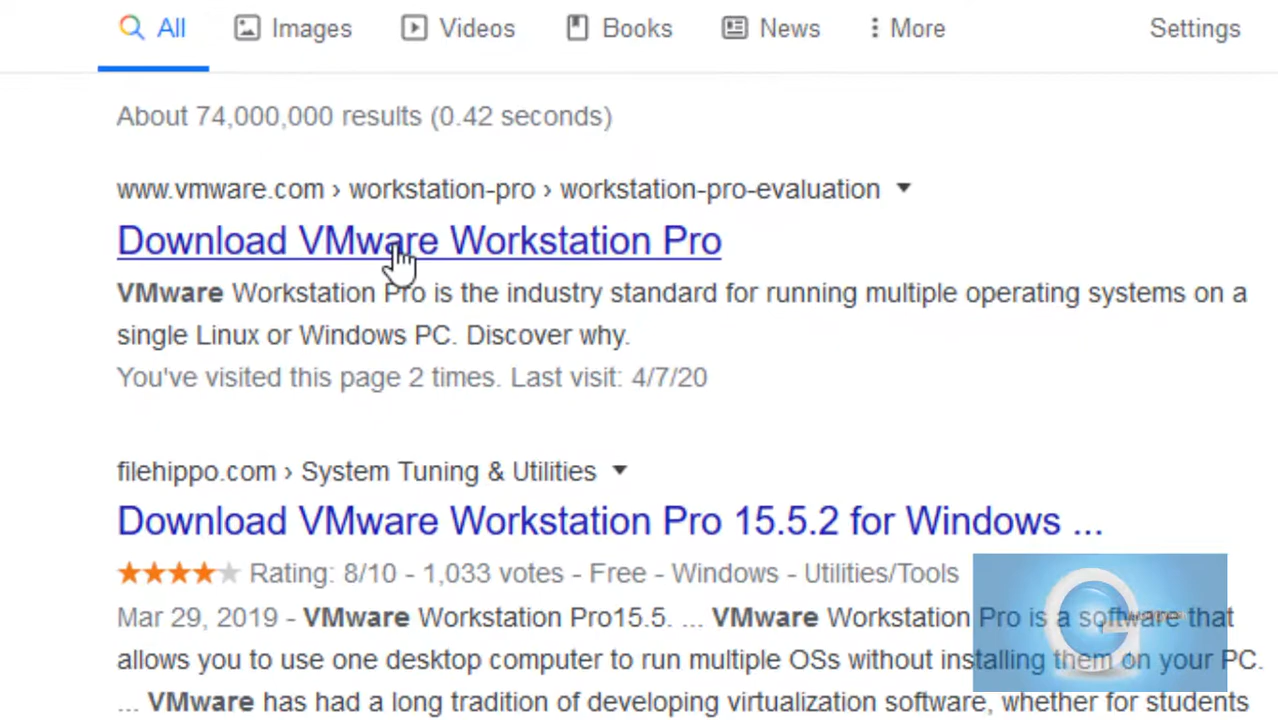 All Images Videos Books News More Settings
About 74,000,000 results (0.42 seconds)
www.vmware.com › workstation-pro › workstation-pro-evaluation
Download VMware Workstation Pro
VMware Workstation Pro is the industry standard for running multiple operating systems on a
single Linux or Windows PC. Discover why.
You've visited this page 2 times. Last visit: 4/7/20
filehippo.com › System Tuning & Utilities
Download VMware Workstation Pro 15.5.2 for Windows ...
Rating: 8/10 - 1,033 votes - Free - Windows - Utilities/Tools
Mar 29, 2019 - VMware Workstation Pro15.5. ... VMware Workstation Pro is a software that
allows you to use one desktop computer to run multiple OSs without installing them on your PC.
... VMware has had a long tradition of developing virtualization software, whether for students